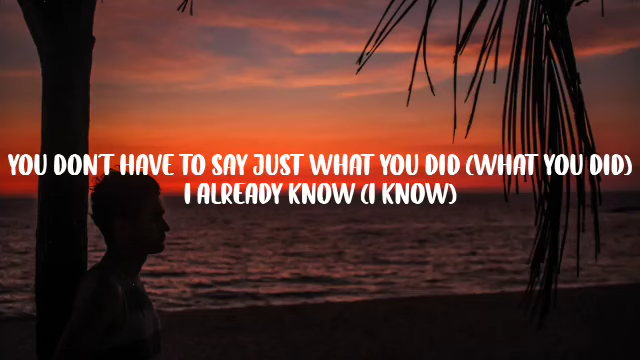 YOU DON'T HAVE TO SAY JUST WHAT YOU DID (WHAT YOU DID)
I ALREADY KNOW (I KNOW)